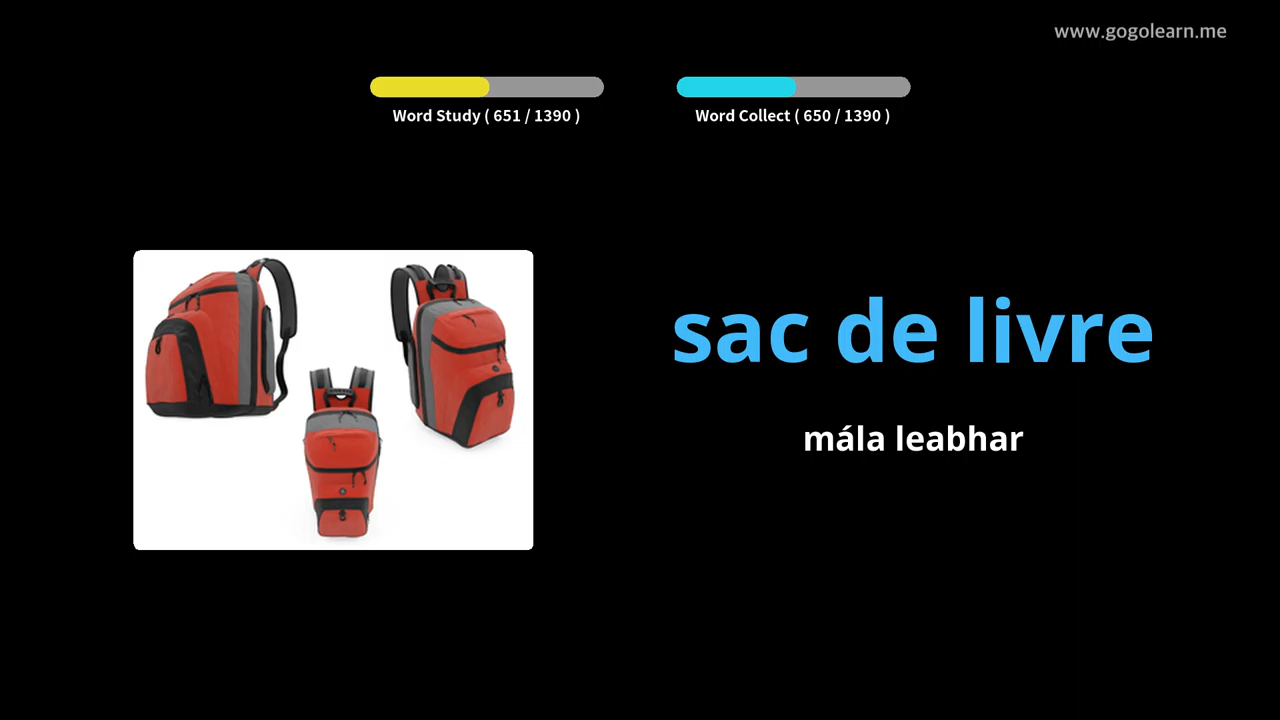 www.gogolearn.me
Word Study ( 651 / 1390 )
Word Collect ( 650 / 1390 )
sac de livre
mála leabhar